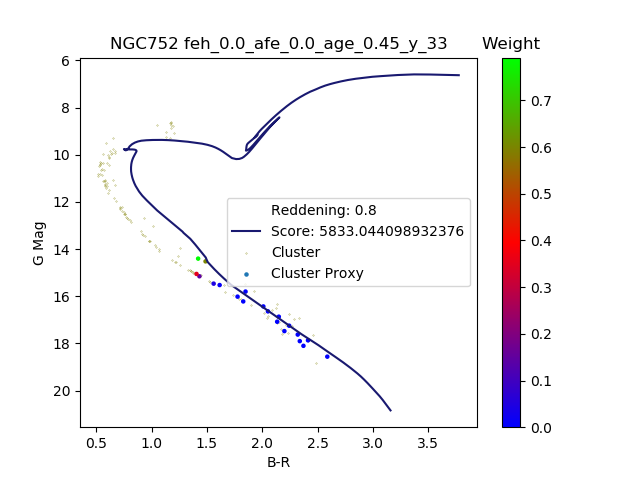 NGC752 feh_0.0_afe_0.0_age_0.45_y_33
Weight
6
8
10
12
14
16
18
20
G Mag
0.5
1.0
1.5
2.0
2.5
3.0
3.5
B-R
Reddening: 0.8
Score: 5833.044098932376
Cluster
Cluster Proxy
0.7
0.6
0.5
0.4
0.3
0.2
0.1
0.0